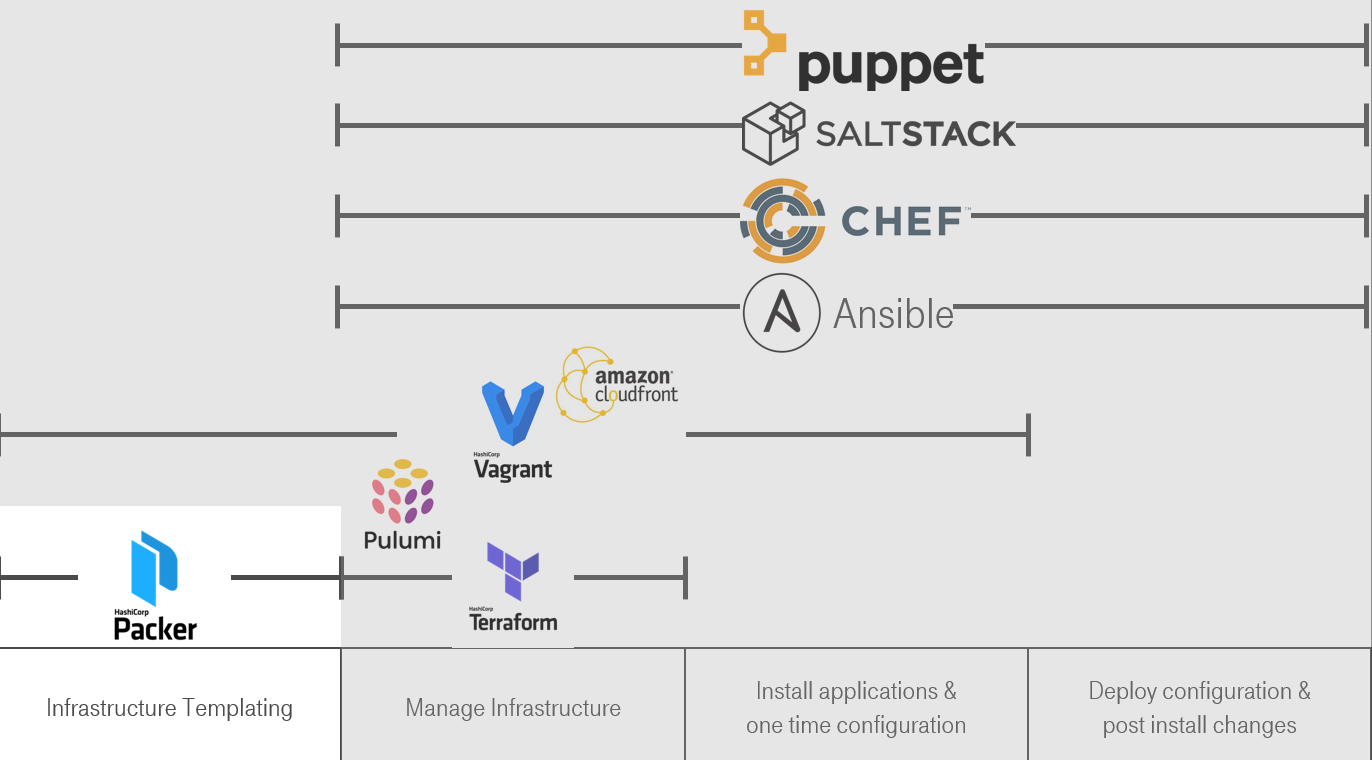 puppet
SALTSTACK
CHEF™
Ansible
amazon
cloudfront
HashiCorp
Vagrant
Pulumi
HashiCorp
Packer
HashiCorp
Terraform
Infrastructure Templating
Manage Infrastructure
Install applications &
one time configuration
Deploy configuration &
post install changes